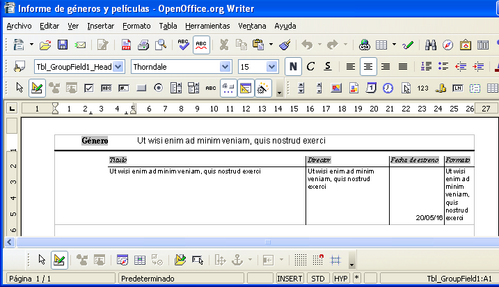 Informe de géneros y películas - OpenOffice.org Writer
Archivo Editar Ver Insertar Formato Tabla Herramientas Ventana Ayuda
ABC ABC
Tbl_GroupField1_Head Thorndale 15 N C S
ABC 123
1 1 2 3 4 5 6 7 8 9 10 11 12 13 14 15 16 17 18 19 20 21 22 23 24 25 26 27
Género Ut wisi enim ad minim veniam, quis nostrud exerci
Título Director Fecha de estreno Formato
Ut wisi enim ad minim veniam, quis nostrud exerci
Ut wisi enim ad
minim veniam,
quis nostrud
exerci
20/05/16
Ut wisi
enim ad
minim
veniam,
quis
nostrud
exerci
Página 1 / 1 Predeterminado INSERT STD HYP * Tbl_GroupField1:A1